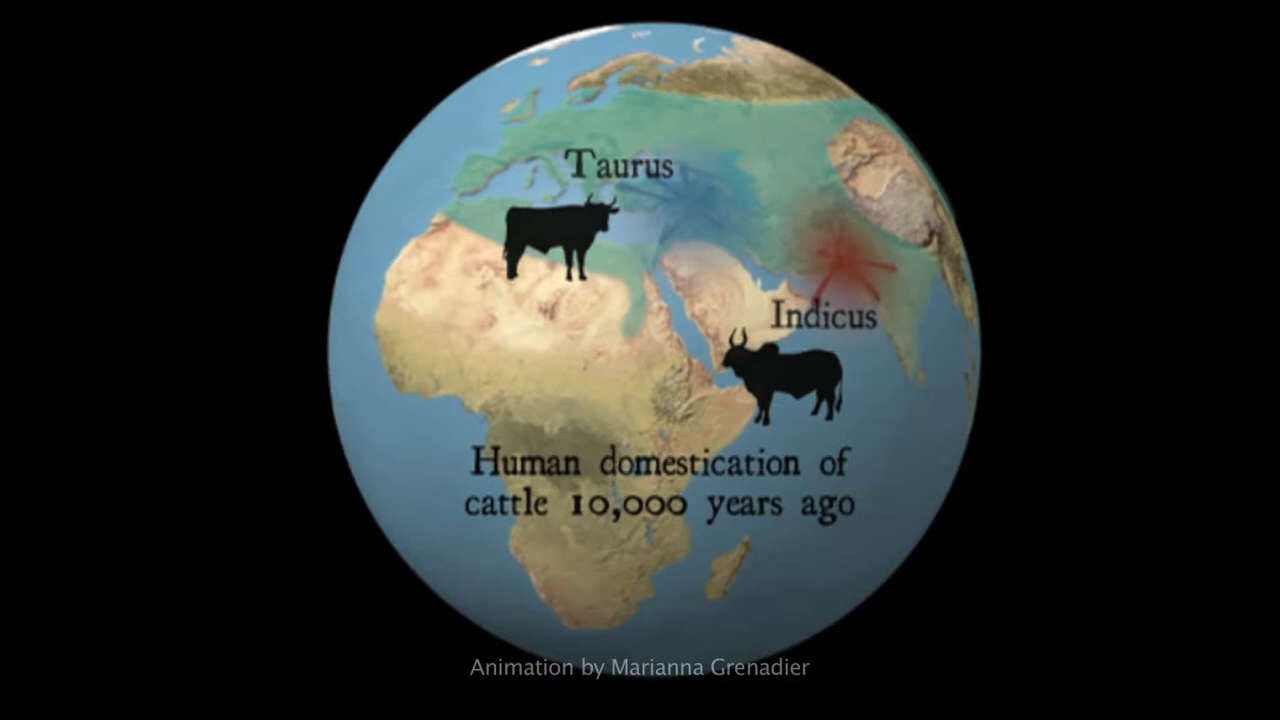 Taurus
Indicus
Human domestication of
cattle 10,000 years ago
Animation by Marianna Grenadier